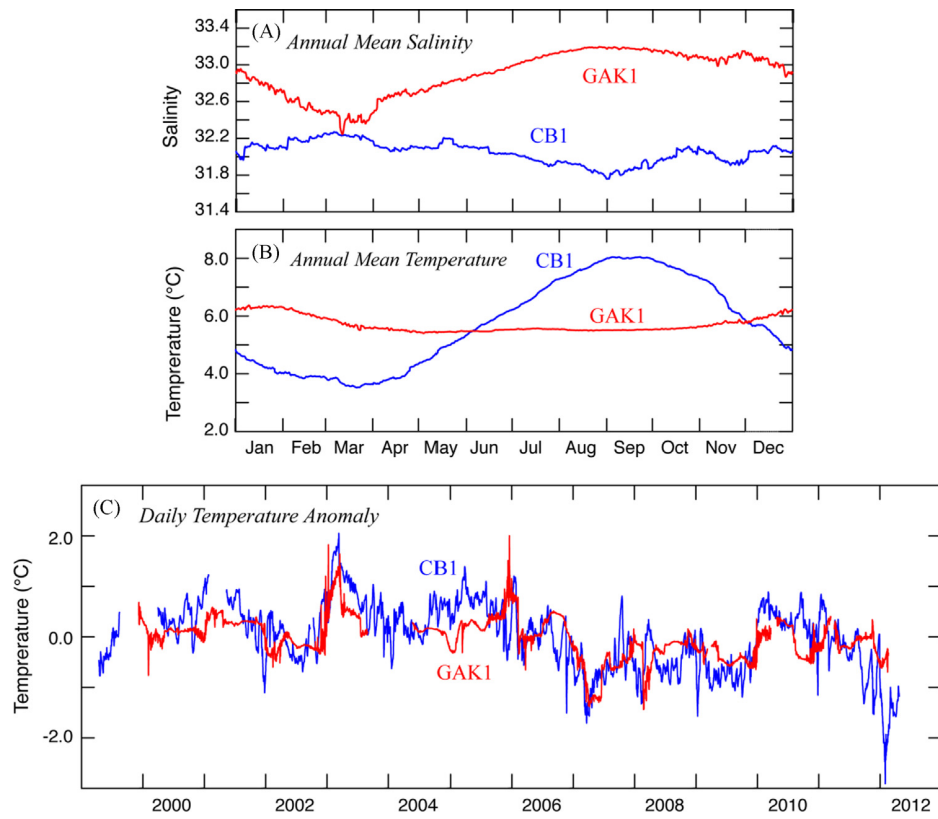 (A) Annual Mean Salinity
33.4
33.0
32.6
32.2
31.8
31.4
Salinity
GAK1
CB1
(B) Annual Mean Temperature
8.0
6.0
4.0
2.0
Temprerature (°C)
CB1
GAK1
Jan Feb Mar Apr May Jun Jul Aug Sep Oct Nov Dec
(C) Daily Temperature Anomaly
2.0
0.0
-2.0
Temprerature (°C)
CB1
GAK1
2000 2002 2004 2006 2008 2010 2012